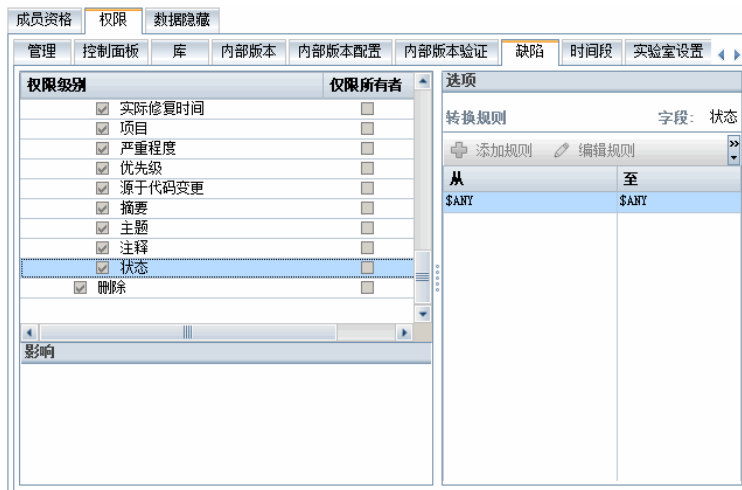 成员资格 权限 数据隐藏
管理 控制面板 库 内部版本 内部版本配置 内部版本验证 缺陷 时间段 实验室设置
权限级别 仅限所有者
实际修复时间
项目
严重程度
优先级
源于代码变更
摘要
主题
注释
状态
删除
影响
选项
转换规则 字段: 状态
添加规则 编辑规则
从 至
$ANY $ANY